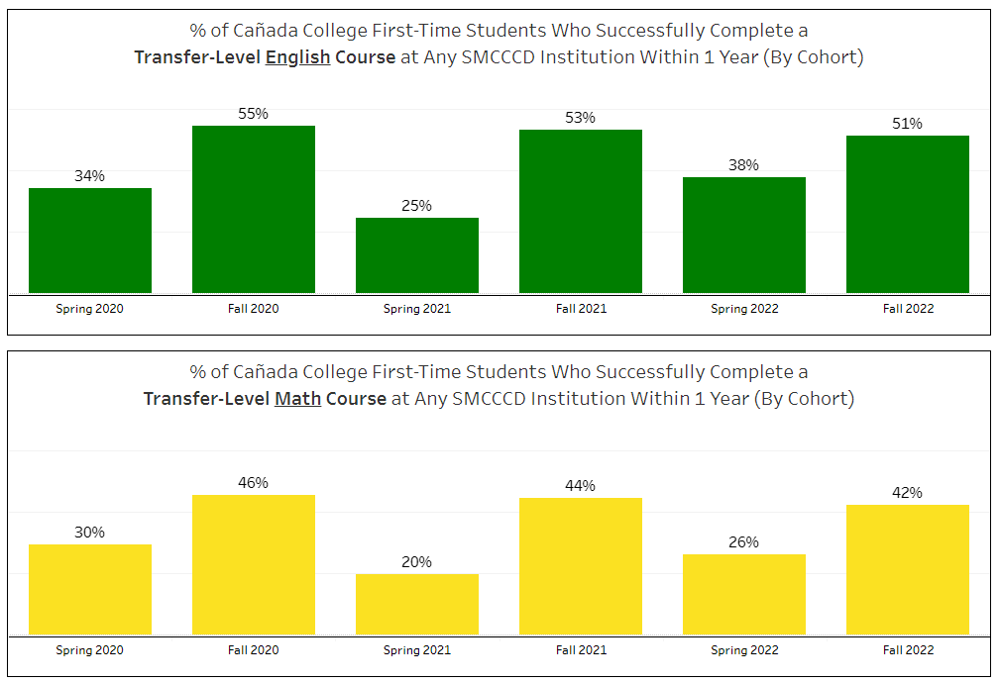 % of Cañada College First-Time Students Who Successfully Complete a
Transfer-Level English Course at Any SMCCCD Institution Within 1 Year (By Cohort)
34%
55%
25%
53%
38%
51%
Spring 2020
Fall 2020
Spring 2021
Fall 2021
Spring 2022
Fall 2022
% of Cañada College First-Time Students Who Successfully Complete a
Transfer-Level Math Course at Any SMCCCD Institution Within 1 Year (By Cohort)
30%
46%
20%
44%
26%
42%
Spring 2020
Fall 2020
Spring 2021
Fall 2021
Spring 2022
Fall 2022